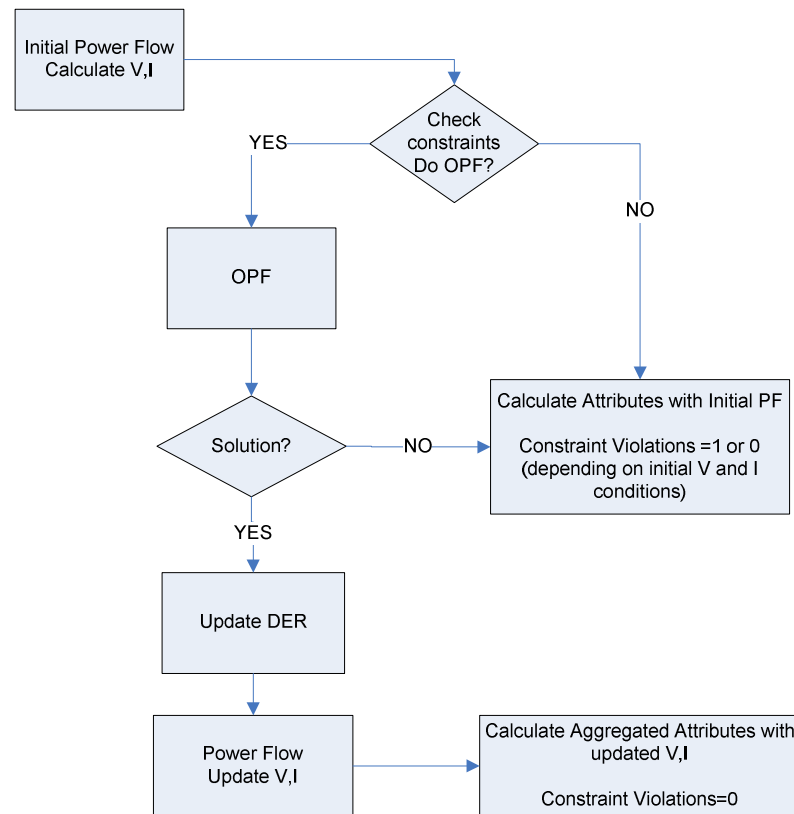 Initial Power Flow
Calculate V,I
Check
constraints
Do OPF?
YES
NO
OPF
Calculate Attributes with Initial PF
Constraint Violations =1 or 0
(depending on initial V and I
conditions)
Solution?
NO
YES
Update DER
Power Flow
Update V,I
Calculate Aggregated Attributes with
updated V,I
Constraint Violations=0